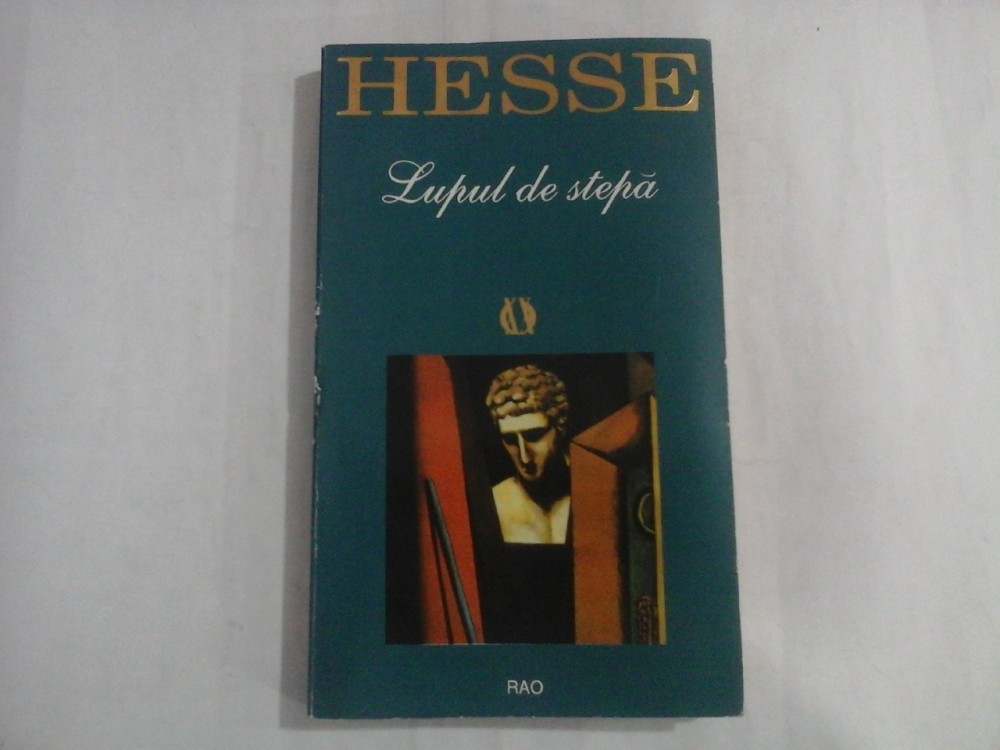 HESSE
Lupul de stepă
RAO